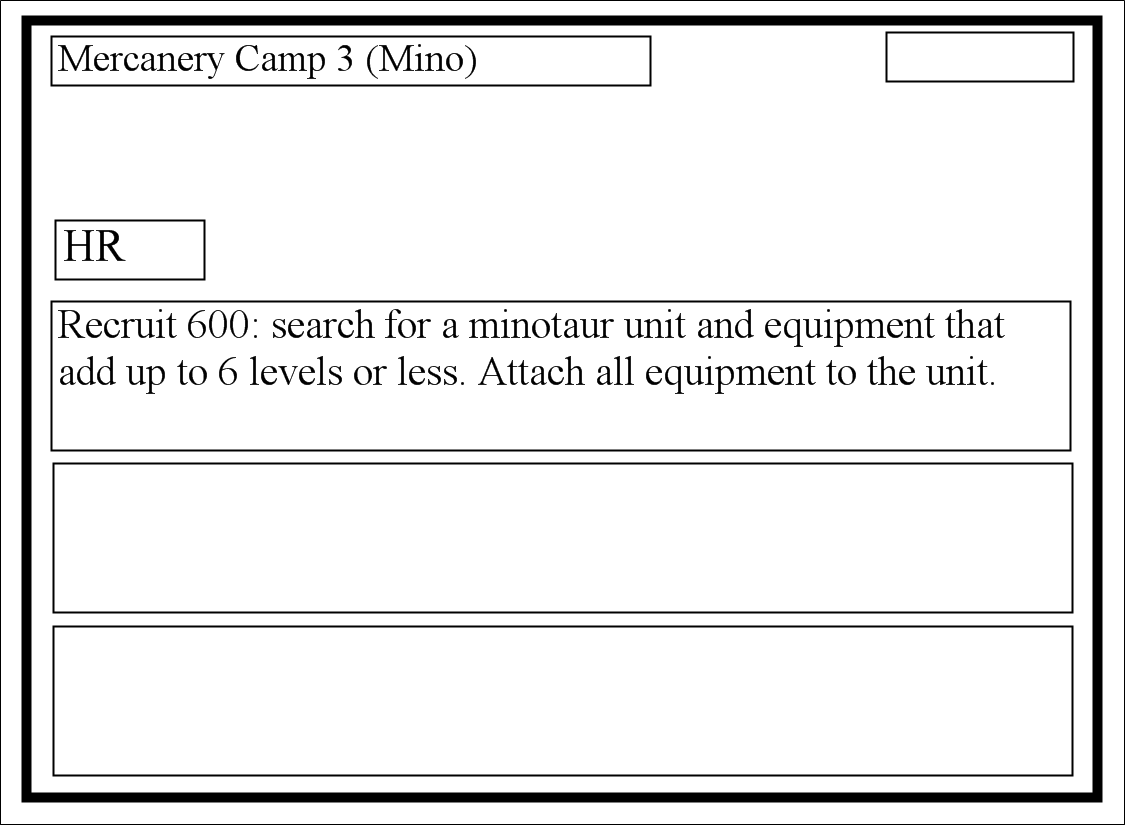 Mercanery Camp 3 (Mino)
HR
Recruit 600: search for a minotaur unit and equipment that
add up to 6 levels or less. Attach all equipment to the unit.